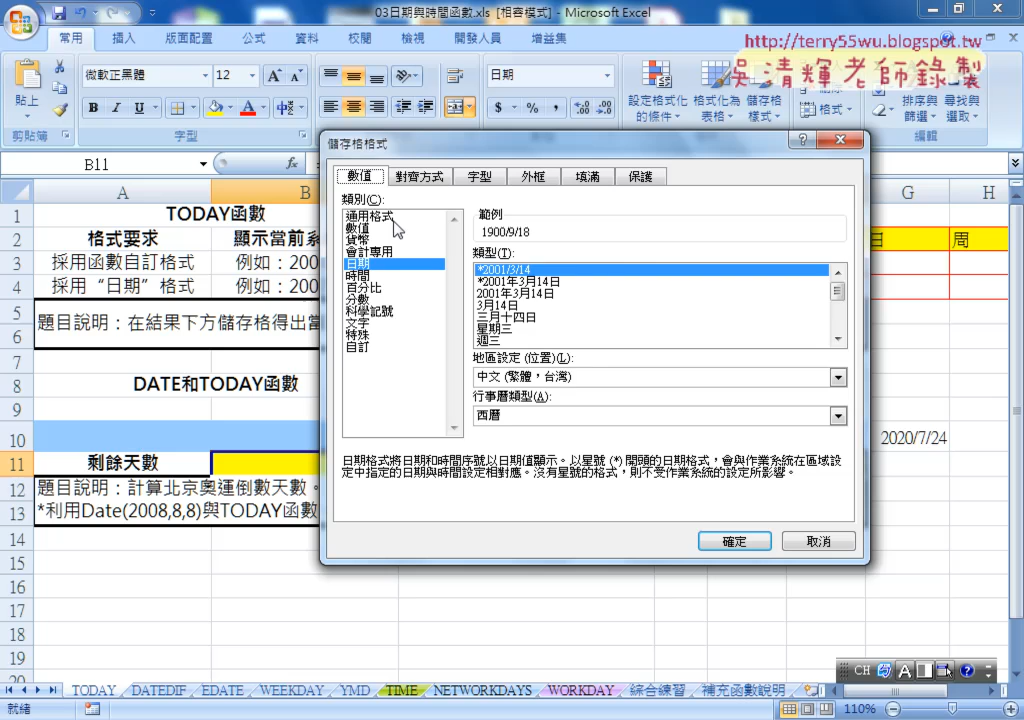 03日期與時間函數.xls [相容模式] - Microsoft Excel
常用 插入 版面配置 公式 資料 校閱 檢視 開發人員 增益集
http://terry55wu.blogspot.tw
吳清輝老師錄製
貼上
微軟正黑體 12
日期
設定格式化的條件 格式化為表格 儲存格樣式
格式
排序與篩選 尋找與選取
剪貼簿 字型 編輯
B11
A B G H
1 TODAY函數
2 格式要求 顯示當前系 日 周
3 採用函數自訂格式 例如：200
4 採用“日期”格式 例如：200
5
6
題目說明：在結果下方儲存格得出當
7
8 DATE和TODAY函數
9
10 2020/7/24
11 剩餘天數
12 題目說明：計算北京奧運倒數天數。
13 *利用Date(2008,8,8)與TODAY函數
14
15
16
17
18
19
儲存格格式
數值 對齊方式 字型 外框 填滿 保護
類別(C):
通用格式
數值
貨幣
會計專用
日期
時間
百分比
分數
科學記號
文字
特殊
自訂
範例
1900/9/18
類型(T):
*2001/3/14
*2001年3月14日
2001年3月14日
3月14日
三月十四日
星期三
週三
地區設定 (位置)(L):
中文 (繁體，台灣)
行事曆類型(A):
西曆
日期格式將日期和時間序號以日期值顯示。以星號 (*) 開頭的日期格式，會與作業系統在區域設
定中指定的日期與時間設定相對應。沒有星號的格式，則不受作業系統的設定所影響。
確定 取消
CH
TODAY DATEDIF EDATE WEEKDAY YMD TIME NETWORKDAYS WORKDAY 綜合練習 補充函數說明
就緒 110%